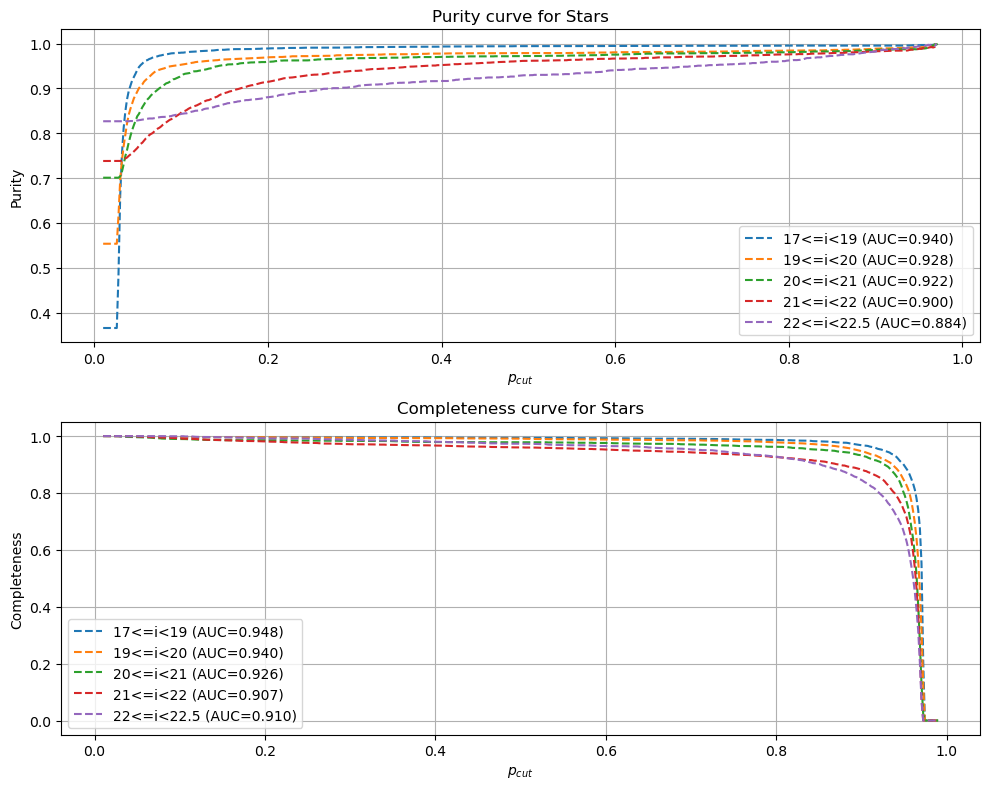 Purity curve for Stars
1.0
0.9
0.8
0.7
0.6
0.5
0.4
Purity
17<=i<19 (AUC=0.940)
19<=i<20 (AUC=0.928)
20<=i<21 (AUC=0.922)
21<=i<22 (AUC=0.900)
22<=i<22.5 (AUC=0.884)
0.0 0.2 0.4 0.6 0.8 1.0
p_cut
Completeness curve for Stars
1.0
0.8
0.6
0.4
0.2
0.0
Completeness
17<=i<19 (AUC=0.948)
19<=i<20 (AUC=0.940)
20<=i<21 (AUC=0.926)
21<=i<22 (AUC=0.907)
22<=i<22.5 (AUC=0.910)
0.0 0.2 0.4 0.6 0.8 1.0
p_cut